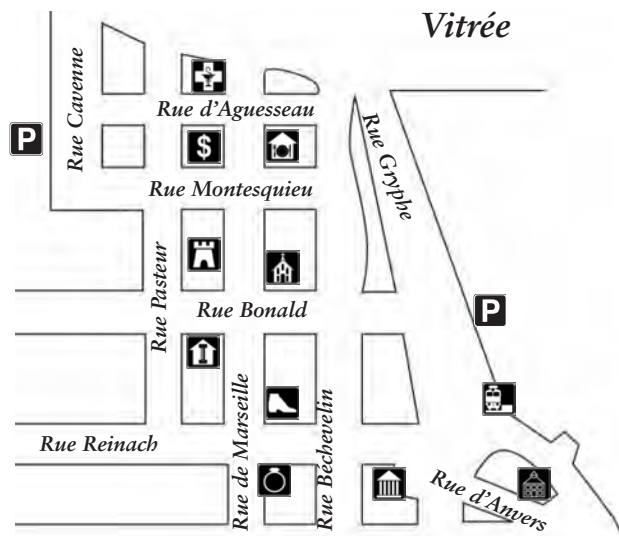 Vitrée
Rue Cavenne
Rue d'Aguesseau
Rue Gryphe
P
$
Rue Montesquieu
Rue Pasteur
Rue Bonald
P
i
Rue de Marseille
Rue Béchevelin
Rue Reinach
Rue d'Anvers